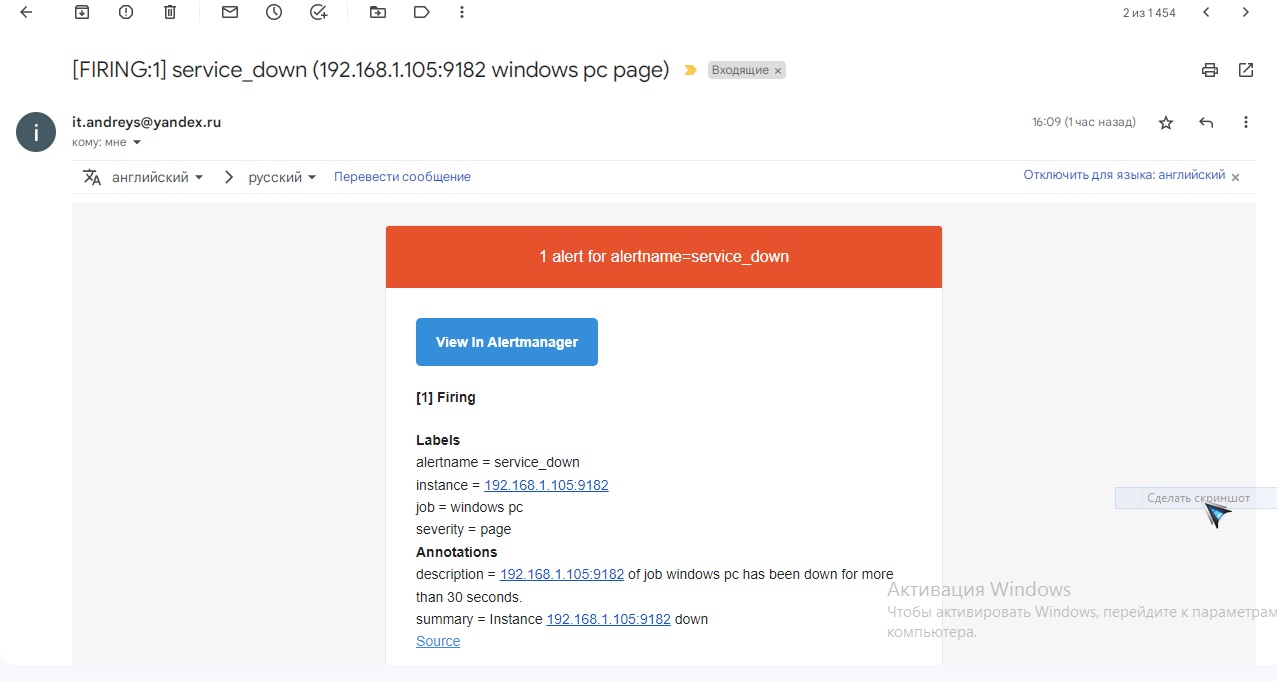 2 из 1 454
[FIRING:1] service_down (192.168.1.105:9182 windows pc page)
Входящие ×
i
it.andreys@yandex.ru
16:09 (1 час назад)
кому: мне
английский
русский
Перевести сообщение
Отключить для языка: английский ×
1 alert for alertname=service_down
View In Alertmanager
[1] Firing
Labels
alertname = service_down
instance = 192.168.1.105:9182
job = windows pc
severity = page
Annotations
description = 192.168.1.105:9182 of job windows pc has been down for more
than 30 seconds.
summary = Instance 192.168.1.105:9182 down
Source
Сделать скриншот
Активация Windows
Чтобы активировать Windows, перейдите к параметрам
компьютера.